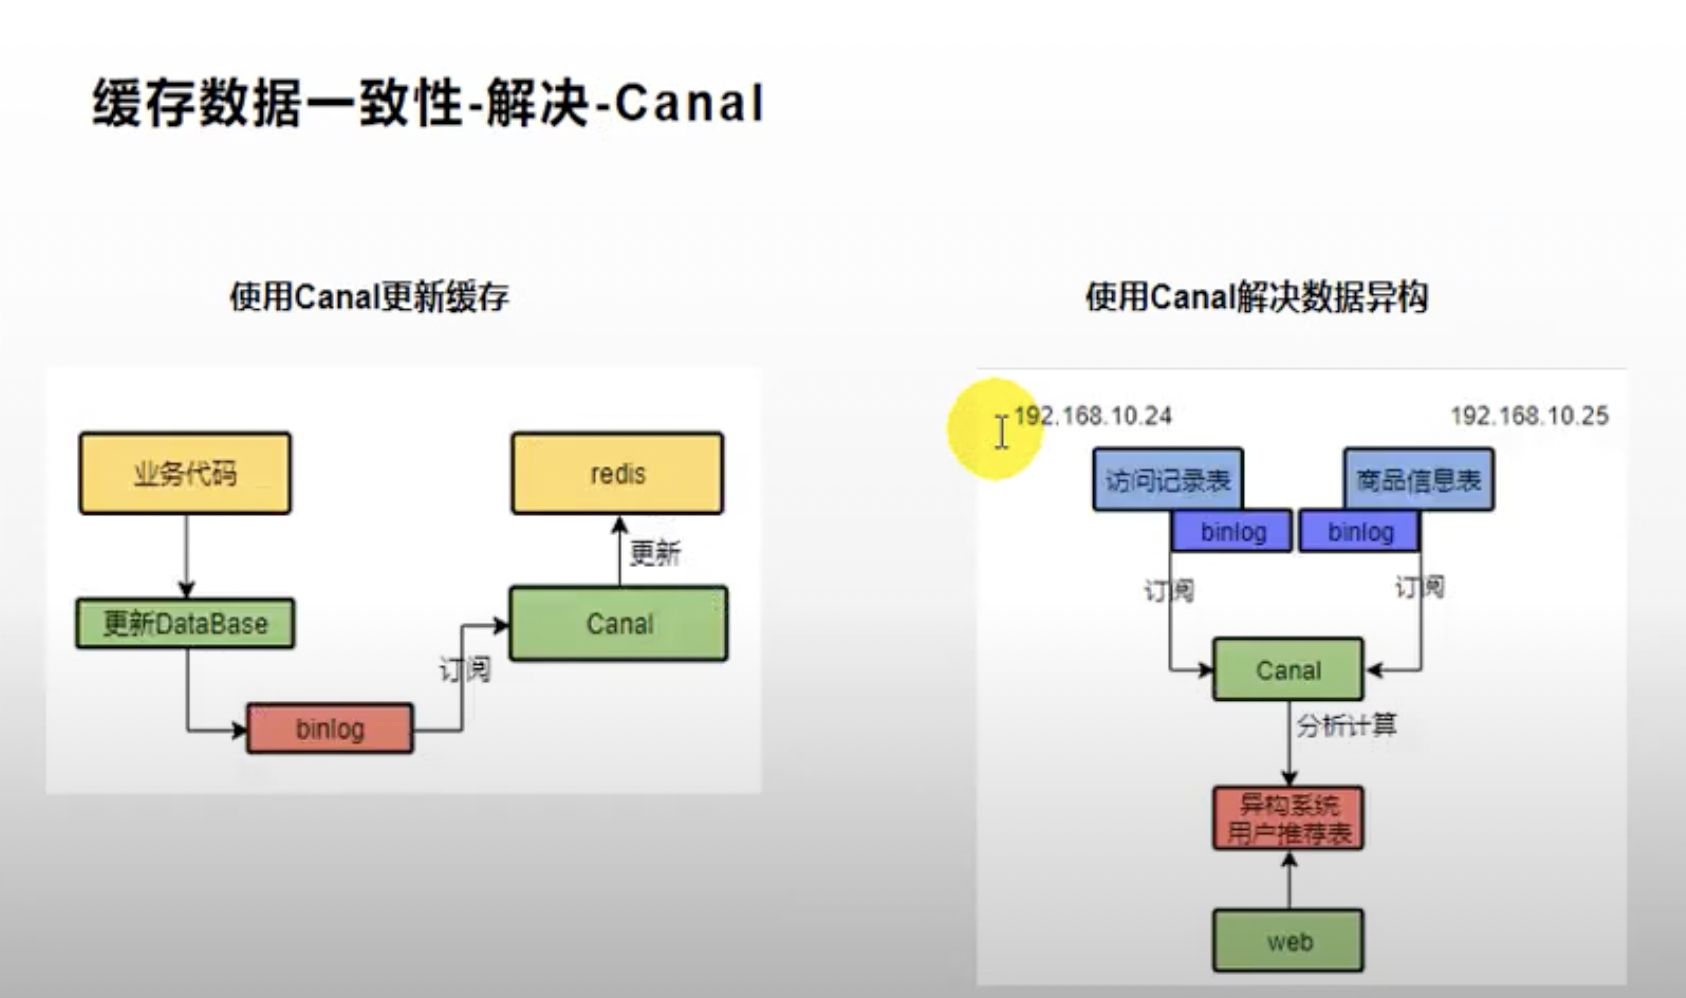 缓存数据一致性-解决-Canal
使用Canal更新缓存
业务代码
redis
更新
更新DataBase
Canal
订阅
binlog
使用Canal解决数据异构
192.168.10.24
192.168.10.25
访问记录表
商品信息表
binlog
binlog
订阅
订阅
Canal
分析计算
异构系统
用户推荐表
web